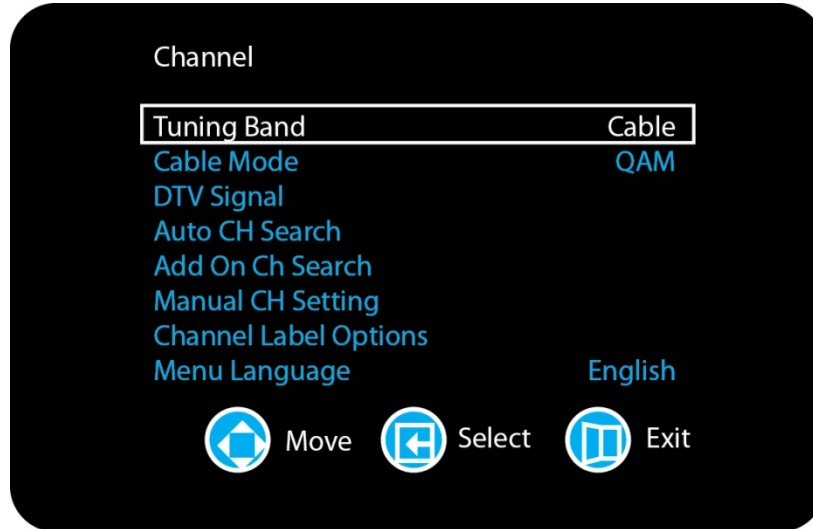 Channel
Tuning Band Cable
Cable Mode QAM
DTV Signal
Auto CH Search
Add On Ch Search
Manual CH Setting
Channel Label Options
Menu Language English
Move Select Exit